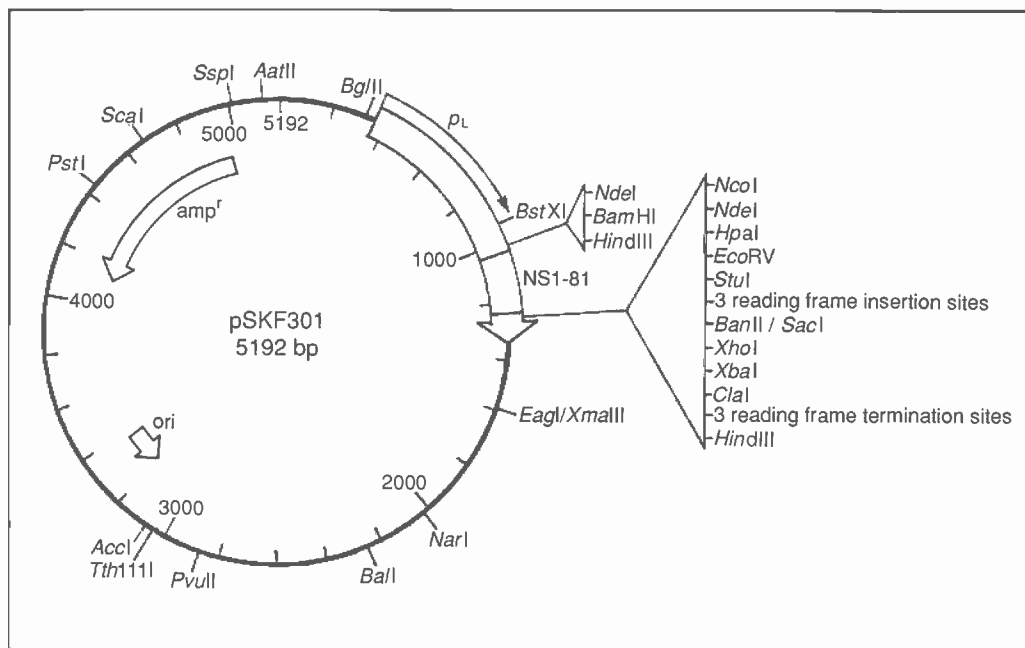 SspI
AatII
5192
5000
BglII
pL
ScaI
PstI
ampr
BstXI
NdeI
BamHI
HindIII
1000
NS1-81
4000
pSKF301
5192 bp
NcoI
NdeI
HpaI
EcoRV
StuI
3 reading frame insertion sites
BanII / SacI
XhoI
XbaI
ClaI
3 reading frame termination sites
HindIII
EagI/XmaIII
ori
2000
NarI
3000
AccI
Tth111I
PvuII
BalI